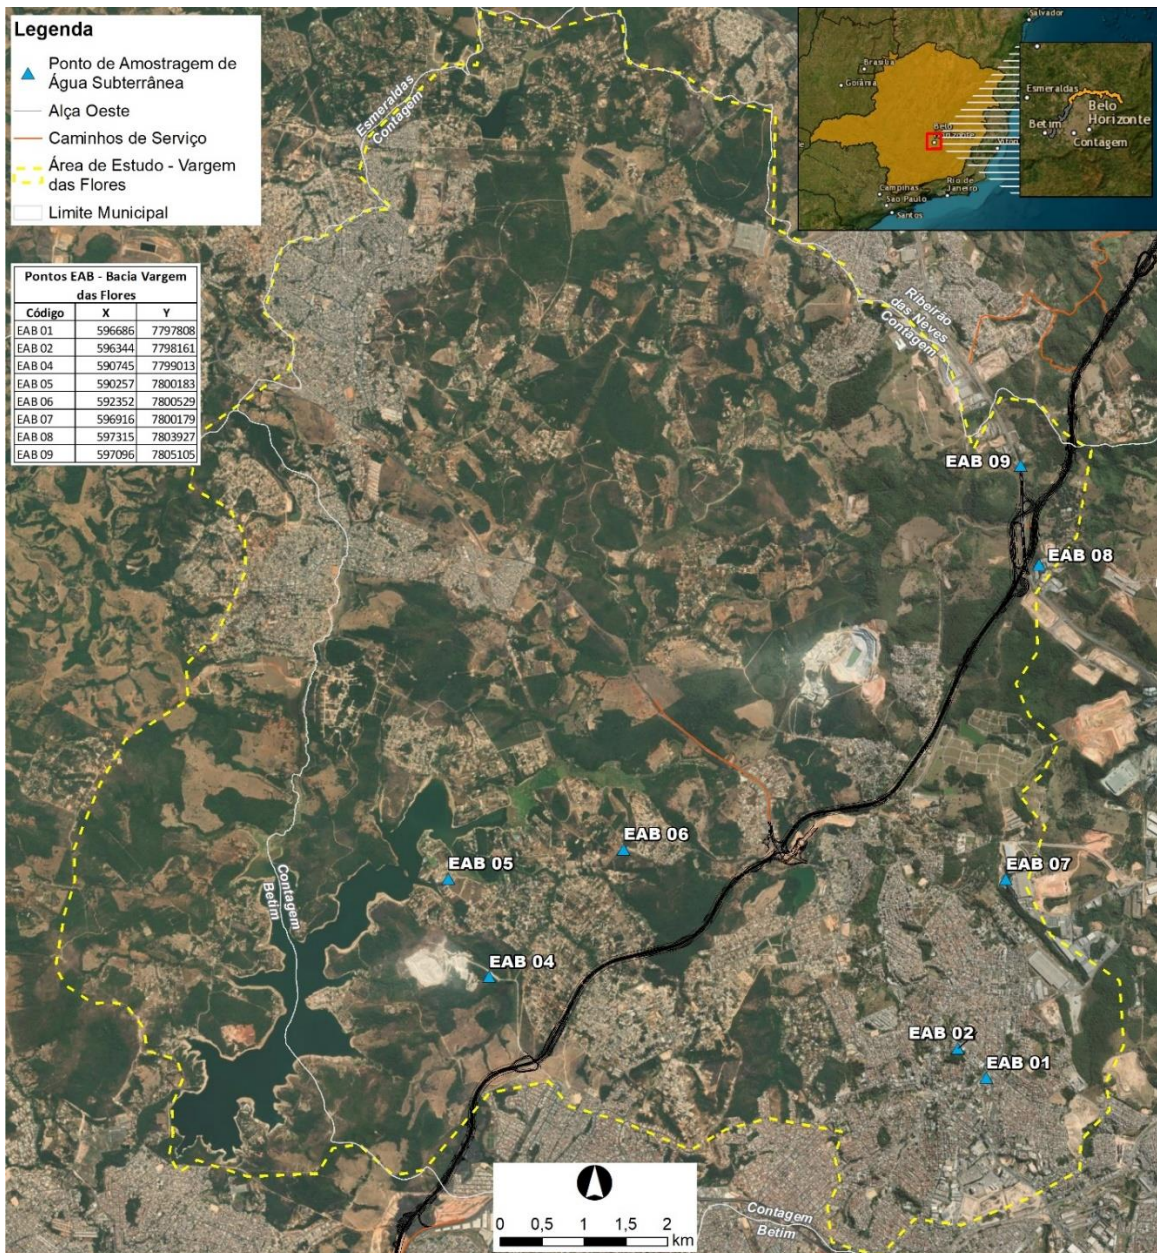 Legenda
Ponto de Amostragem de
Água Subterrânea
Alça Oeste
Caminhos de Serviço
Área de Estudo - Vargem
das Flores
Limite Municipal
Pontos EAB - Bacia Vargem
das Flores
Código X Y
EAB 01 596686 7797808
EAB 02 596344 7798161
EAB 04 590745 7799013
EAB 05 590257 7800183
EAB 06 592352 7800529
EAB 07 596916 7800179
EAB 08 597315 7803927
EAB 09 597096 7805105
Salvador
Brasília
Goiânia
Belo
Rio de
Janeiro
Campinas
São Paulo
Santos
Esmeraldas
Belo
Horizonte
Betim
Contagem
Esmeraldas
Contagem
Ribeirão
das Neves
Contagem
EAB 09
EAB 08
EAB 06
EAB 05
EAB 07
Contagem
Betim
EAB 04
EAB 02
EAB 01
Contagem
Betim
0 0,5 1 1,5 2
km